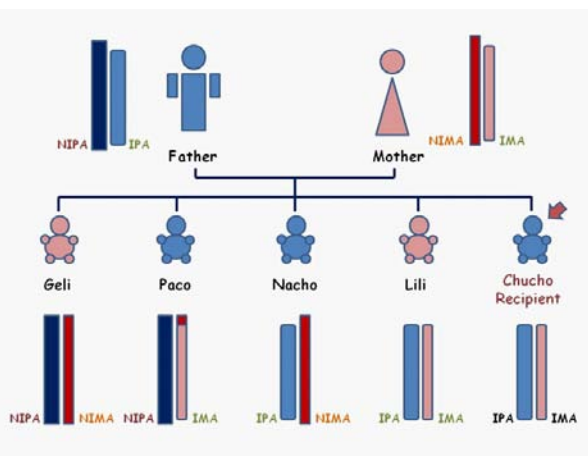 NIPA IPA
NIMA IMA
Father Mother
Geli Paco Nacho Lili Chucho
Recipient
NIPA NIMA NIPA IMA IPA NIMA IPA IMA IPA IMA